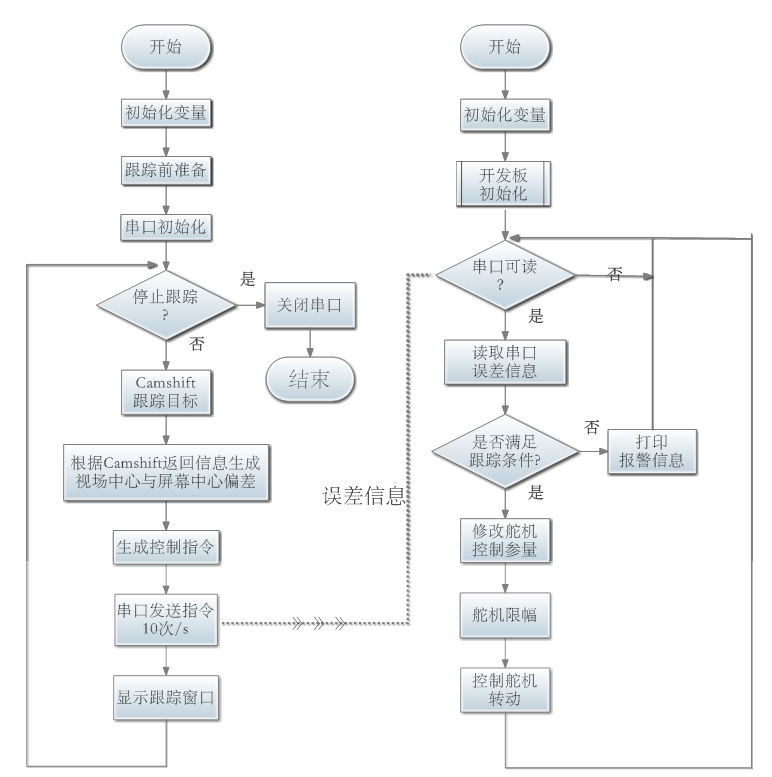 开始
初始化变量
跟踪前准备
串口初始化
停止跟踪
?
是
关闭串口
结束
否
Camshift
跟踪目标
根据Camshift返回信息生成
视场中心与屏幕中心偏差
生成控制指令
串口发送指令
10次/s
显示跟踪窗口
误差信息
开始
初始化变量
开发板
初始化
串口可读
?
否
是
读取串口
误差信息
是否满足
跟踪条件?
否
打印
报警信息
是
修改舵机
控制参量
舵机限幅
控制舵机
转动